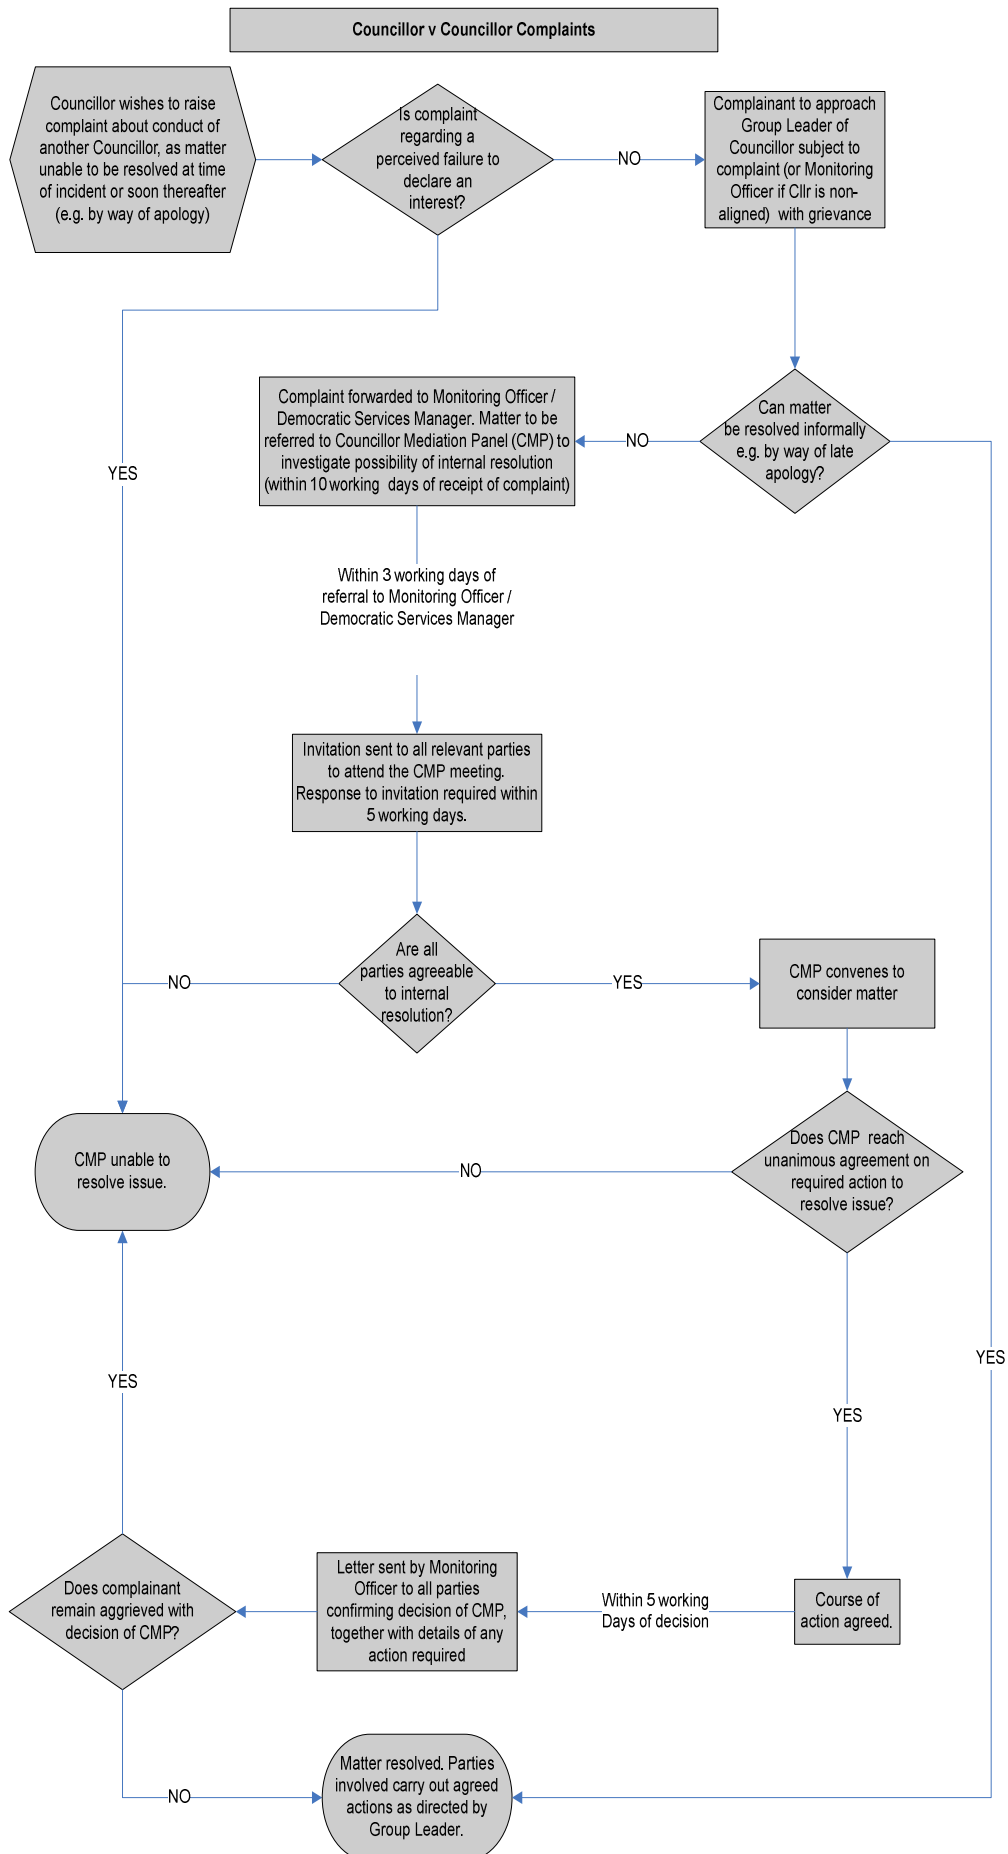 Councillor v Councillor Complaints
Councillor wishes to raise
complaint about conduct of
another Councillor, as matter
unable to be resolved at time
of incident or soon thereafter
(e.g. by way of apology)
Is complaint
regarding a
perceived failure to
declare an
interest?
NO
Complainant to approach
Group Leader of
Councillor subject to
complaint (or Monitoring
Officer if Cllr is non-
aligned) with grievance
YES
Can matter
be resolved informally
e.g. by way of late
apology?
NO
Complaint forwarded to Monitoring Officer /
Democratic Services Manager. Matter to be
referred to Councillor Mediation Panel (CMP) to
investigate possibility of internal resolution
(within 10 working days of receipt of complaint)
Within 3 working days of
referral to Monitoring Officer /
Democratic Services Manager
Invitation sent to all relevant parties
to attend the CMP meeting.
Response to invitation required within
5 working days.
Are all
parties agreeable
to internal
resolution?
NO
YES
CMP convenes to
consider matter
Does CMP reach
unanimous agreement on
required action to
resolve issue?
NO
CMP unable to
resolve issue.
YES
YES
YES
Course of
action agreed.
Within 5 working
Days of decision
Letter sent by Monitoring
Officer to all parties
confirming decision of CMP,
together with details of any
action required
Does complainant
remain aggrieved with
decision of CMP?
NO
Matter resolved. Parties
involved carry out agreed
actions as directed by
Group Leader.